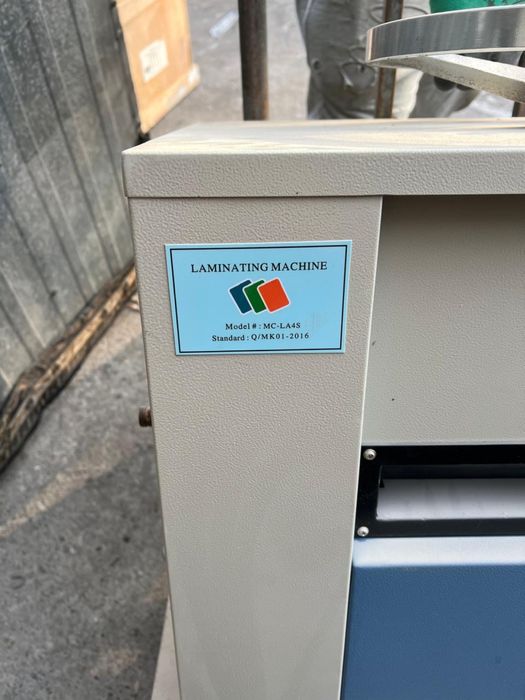 LAMINATING MACHINE
Model # : MC-LA4S
Standard : Q/MK01-2016